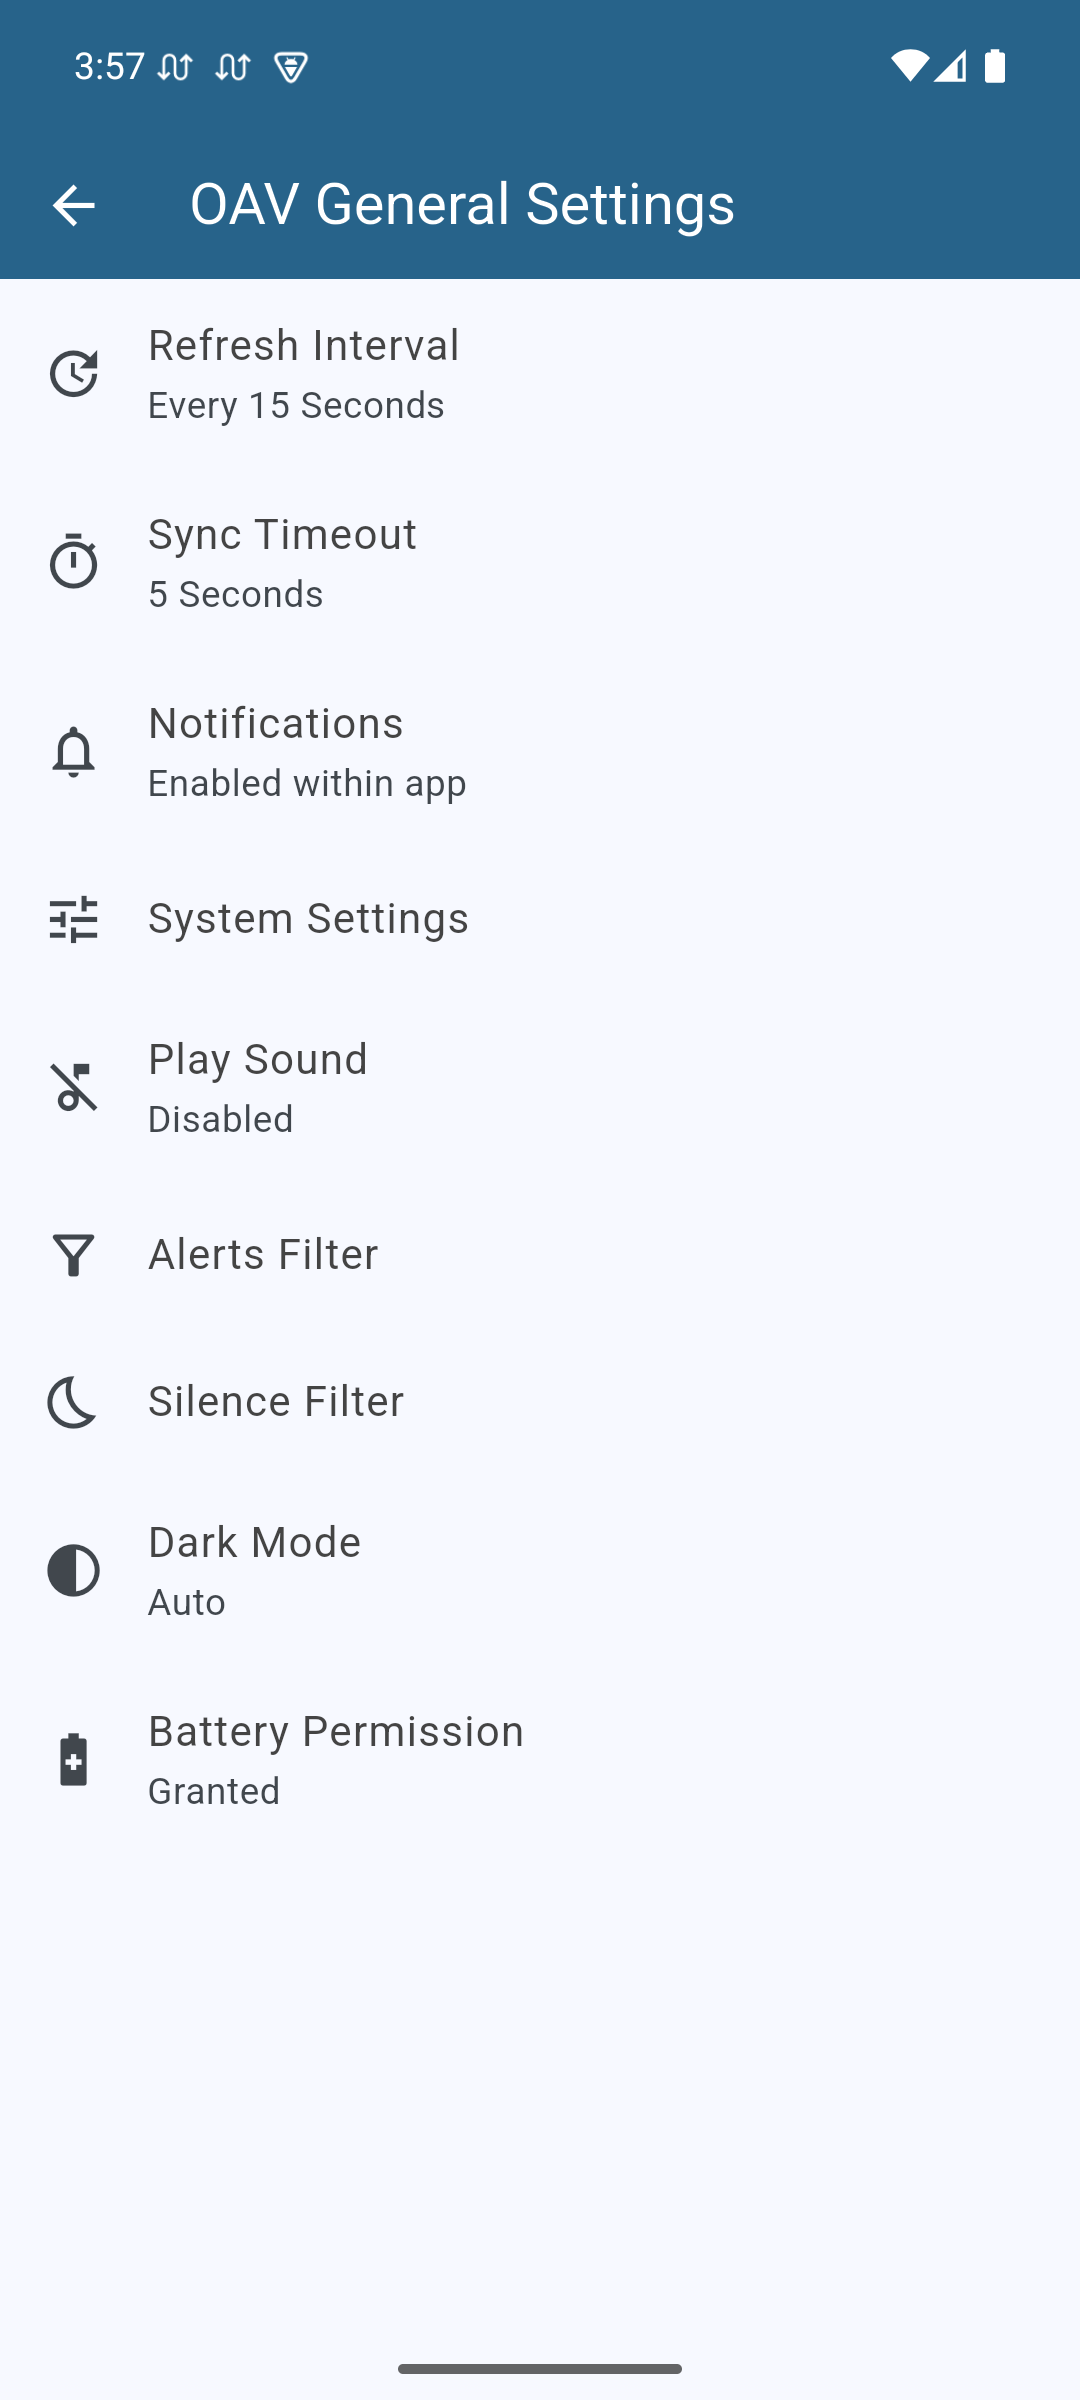 3:57
OAV General Settings
Refresh Interval
Every 15 Seconds
Sync Timeout
5 Seconds
Notifications
Enabled within app
System Settings
Play Sound
Disabled
Alerts Filter
Silence Filter
Dark Mode
Auto
Battery Permission
Granted